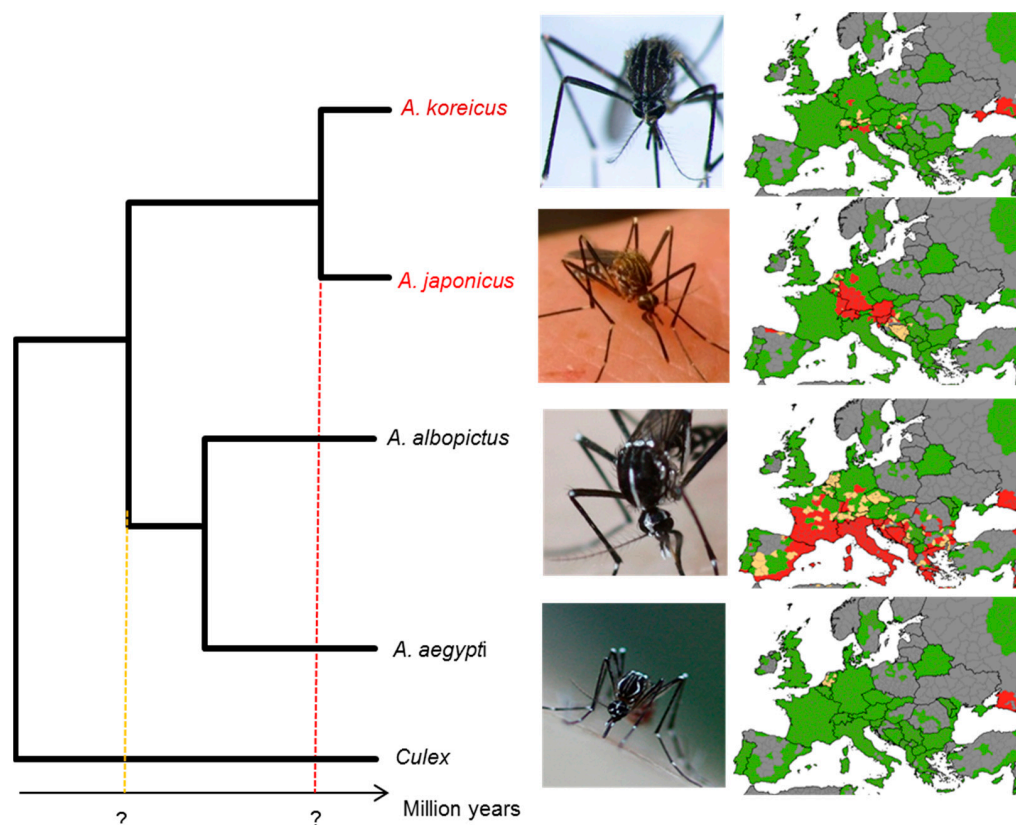 A. koreicus
A. japonicus
A. albopictus
A. aegypti
Culex
Million years
?
?